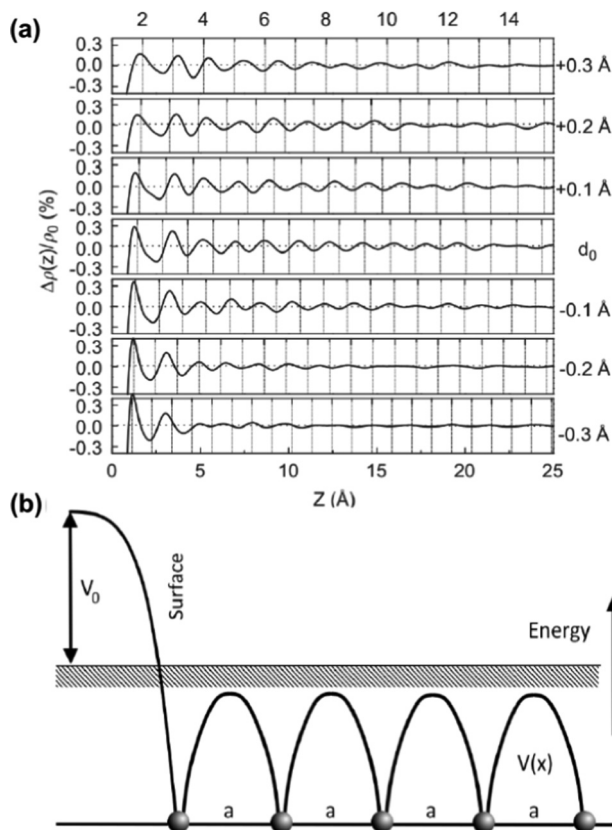 (a)
2 4 6 8 10 12 14
0.3
0.0
-0.3
+0.3 Å
0.3
0.0
-0.3
+0.2 Å
0.3
0.0
-0.3
+0.1 Å
0.3
0.0
-0.3
d0
0.3
0.0
-0.3
-0.1 Å
0.3
0.0
-0.3
-0.2 Å
0.3
0.0
-0.3
-0.3 Å
Δρ(z)/ρ0 (%)
0 5 10 15 20 25
Z (Å)
(b)
V0
Surface
Energy
V(x)
a a a a